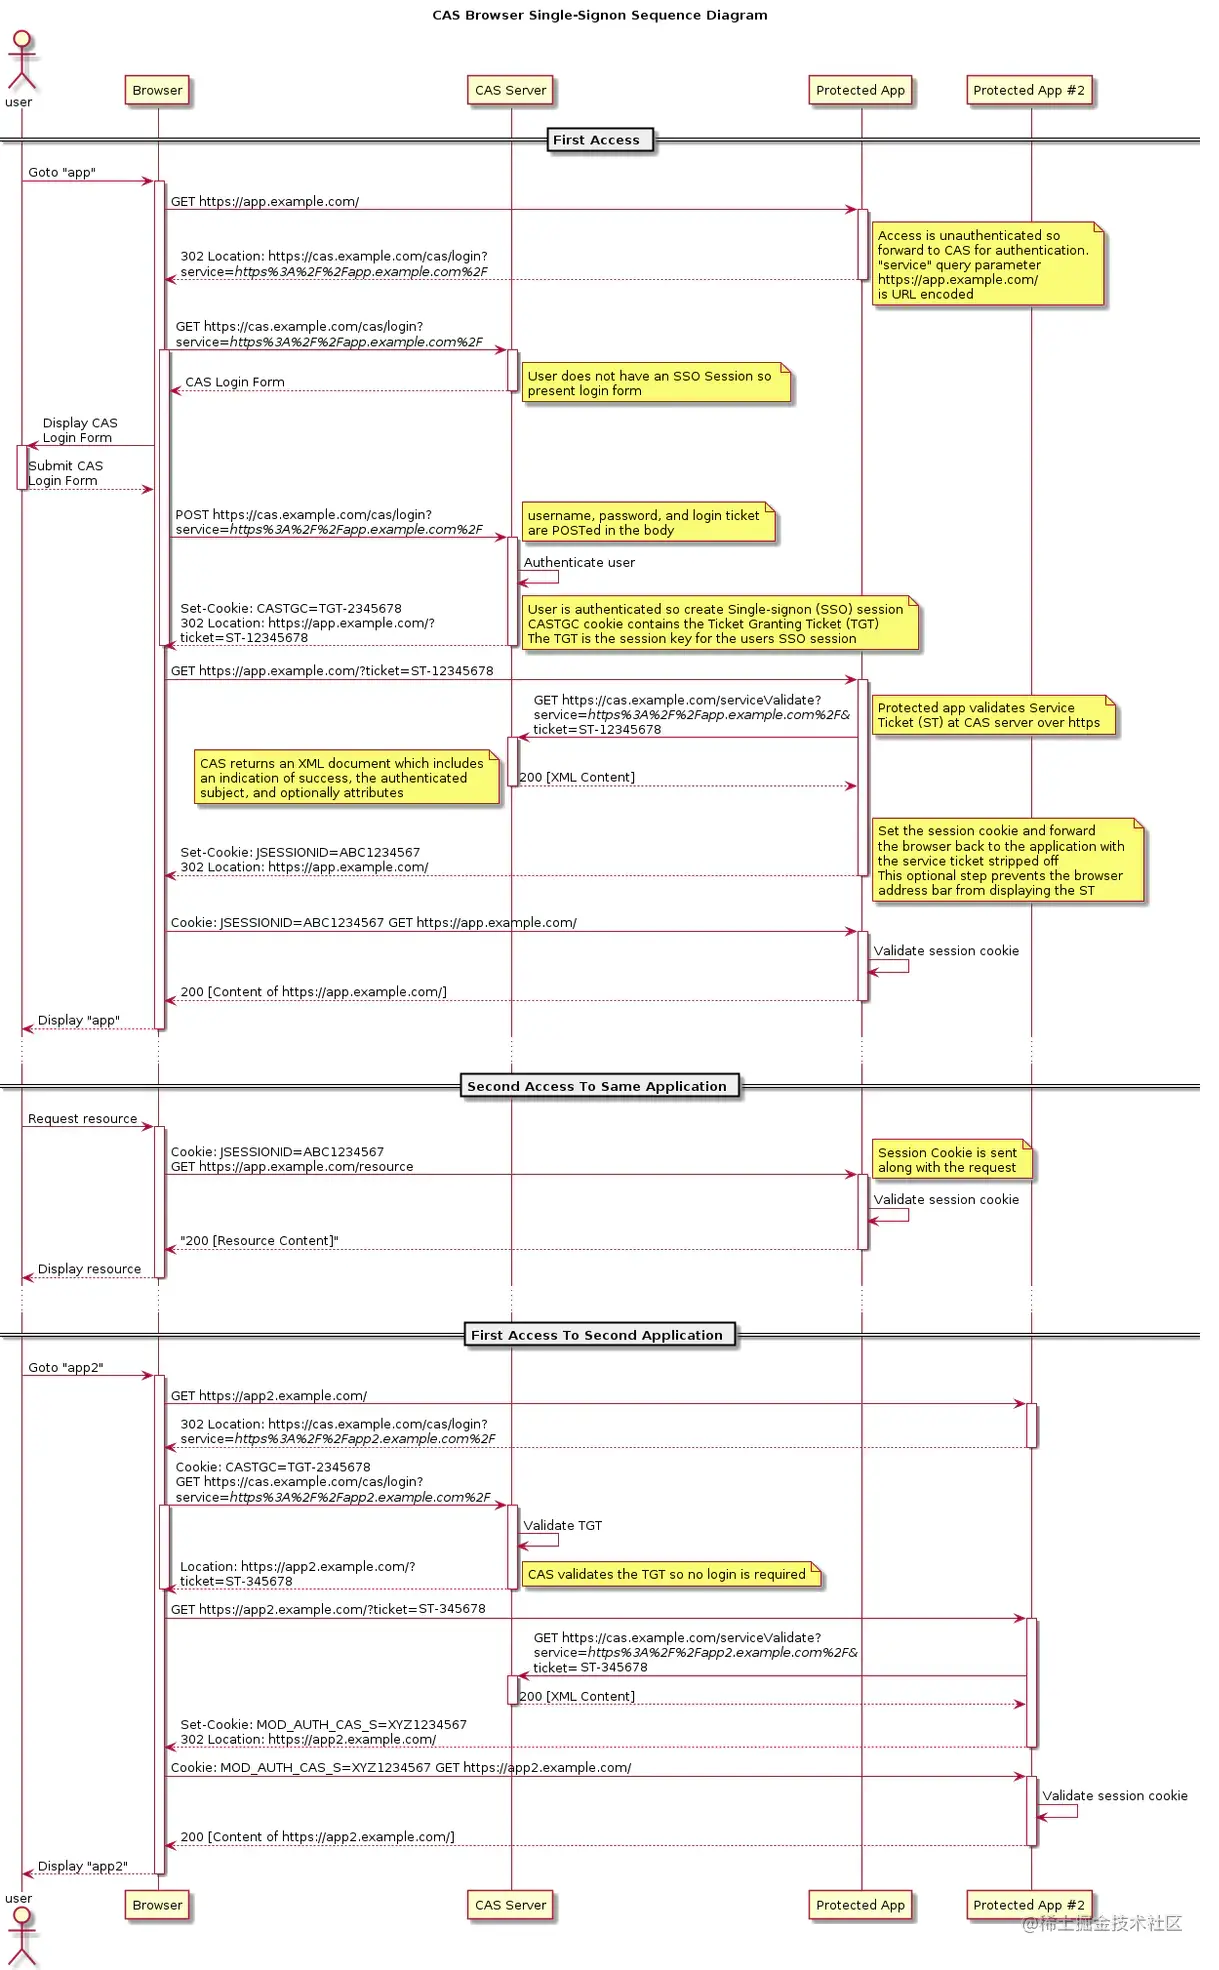 CAS Browser Single-Signon Sequence Diagram
user
Browser
CAS Server
Protected App
Protected App #2
First Access
Goto "app"
GET https://app.example.com/
Access is unauthenticated so
forward to CAS for authentication.
"service" query parameter
https://app.example.com/
is URL encoded
302 Location: https://cas.example.com/cas/login?
service=https%3A%2F%2Fapp.example.com%2F
GET https://cas.example.com/cas/login?
service=https%3A%2F%2Fapp.example.com%2F
User does not have an SSO Session so
present login form
CAS Login Form
Display CAS
Login Form
Submit CAS
Login Form
POST https://cas.example.com/cas/login?
service=https%3A%2F%2Fapp.example.com%2F
username, password, and login ticket
are POSTed in the body
Authenticate user
Set-Cookie: CASTGC=TGT-2345678
302 Location: https://app.example.com/?
ticket=ST-12345678
User is authenticated so create Single-signon (SSO) session
CASTGC cookie contains the Ticket Granting Ticket (TGT)
The TGT is the session key for the users SSO session
GET https://app.example.com/?ticket=ST-12345678
GET https://cas.example.com/serviceValidate?
service=https%3A%2F%2Fapp.example.com%2F&
ticket=ST-12345678
Protected app validates Service
Ticket (ST) at CAS server over https
CAS returns an XML document which includes
an indication of success, the authenticated
subject, and optionally attributes
200 [XML Content]
Set the session cookie and forward
the browser back to the application with
the service ticket stripped off
This optional step prevents the browser
address bar from displaying the ST
Set-Cookie: JSESSIONID=ABC1234567
302 Location: https://app.example.com/
Cookie: JSESSIONID=ABC1234567 GET https://app.example.com/
Validate session cookie
200 [Content of https://app.example.com/]
Display "app"
Second Access To Same Application
Request resource
Cookie: JSESSIONID=ABC1234567
GET https://app.example.com/resource
Session Cookie is sent
along with the request
Validate session cookie
"200 [Resource Content]"
Display resource
First Access To Second Application
Goto "app2"
GET https://app2.example.com/
302 Location: https://cas.example.com/cas/login?
service=https%3A%2F%2Fapp2.example.com%2F
Cookie: CASTGC=TGT-2345678
GET https://cas.example.com/cas/login?
service=https%3A%2F%2Fapp2.example.com%2F
Validate TGT
Location: https://app2.example.com/?
ticket=ST-345678
CAS validates the TGT so no login is required
GET https://app2.example.com/?ticket=ST-345678
GET https://cas.example.com/serviceValidate?
service=https%3A%2F%2Fapp2.example.com%2F&
ticket= ST-345678
200 [XML Content]
Set-Cookie: MOD_AUTH_CAS_S=XYZ1234567
302 Location: https://app2.example.com/
Cookie: MOD_AUTH_CAS_S=XYZ1234567 GET https://app2.example.com/
Validate session cookie
200 [Content of https://app2.example.com/]
Display "app2"
user
Browser
CAS Server
Protected App
Protected App #2
@稀土掘金技术社区